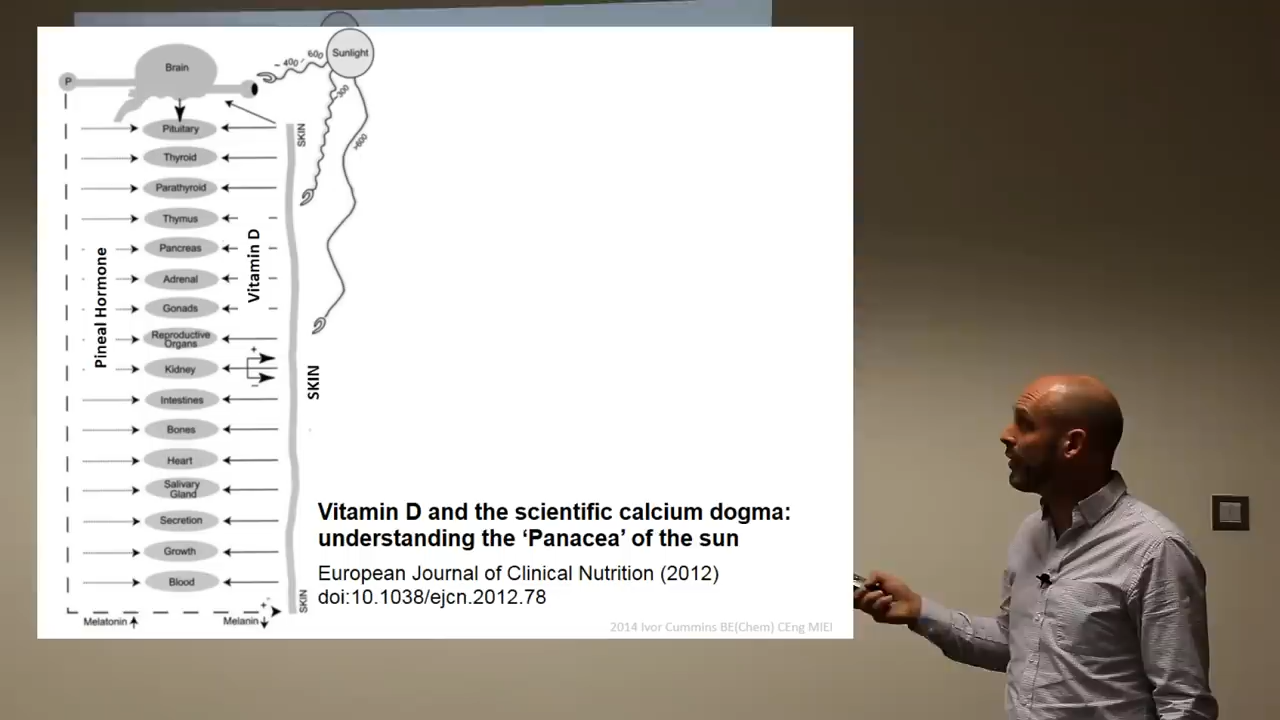 Sunlight
Brain
- 400 - 600
300
>600
P
Pituitary
SKIN
Thyroid
Parathyroid
Thymus
Pancreas
Adrenal
Gonads
Reproductive
Organs
Kidney
+
-
Intestines
Bones
Heart
Salivary
Gland
Secretion
Growth
Blood
Pineal Hormone
Vitamin D
SKIN
SKIN
Melatonin
Melanin
+
-
Vitamin D and the scientific calcium dogma:
understanding the ‘Panacea’ of the sun
European Journal of Clinical Nutrition (2012)
doi:10.1038/ejcn.2012.78
2014 Ivor Cummins BE(Chem) CEng MIEI